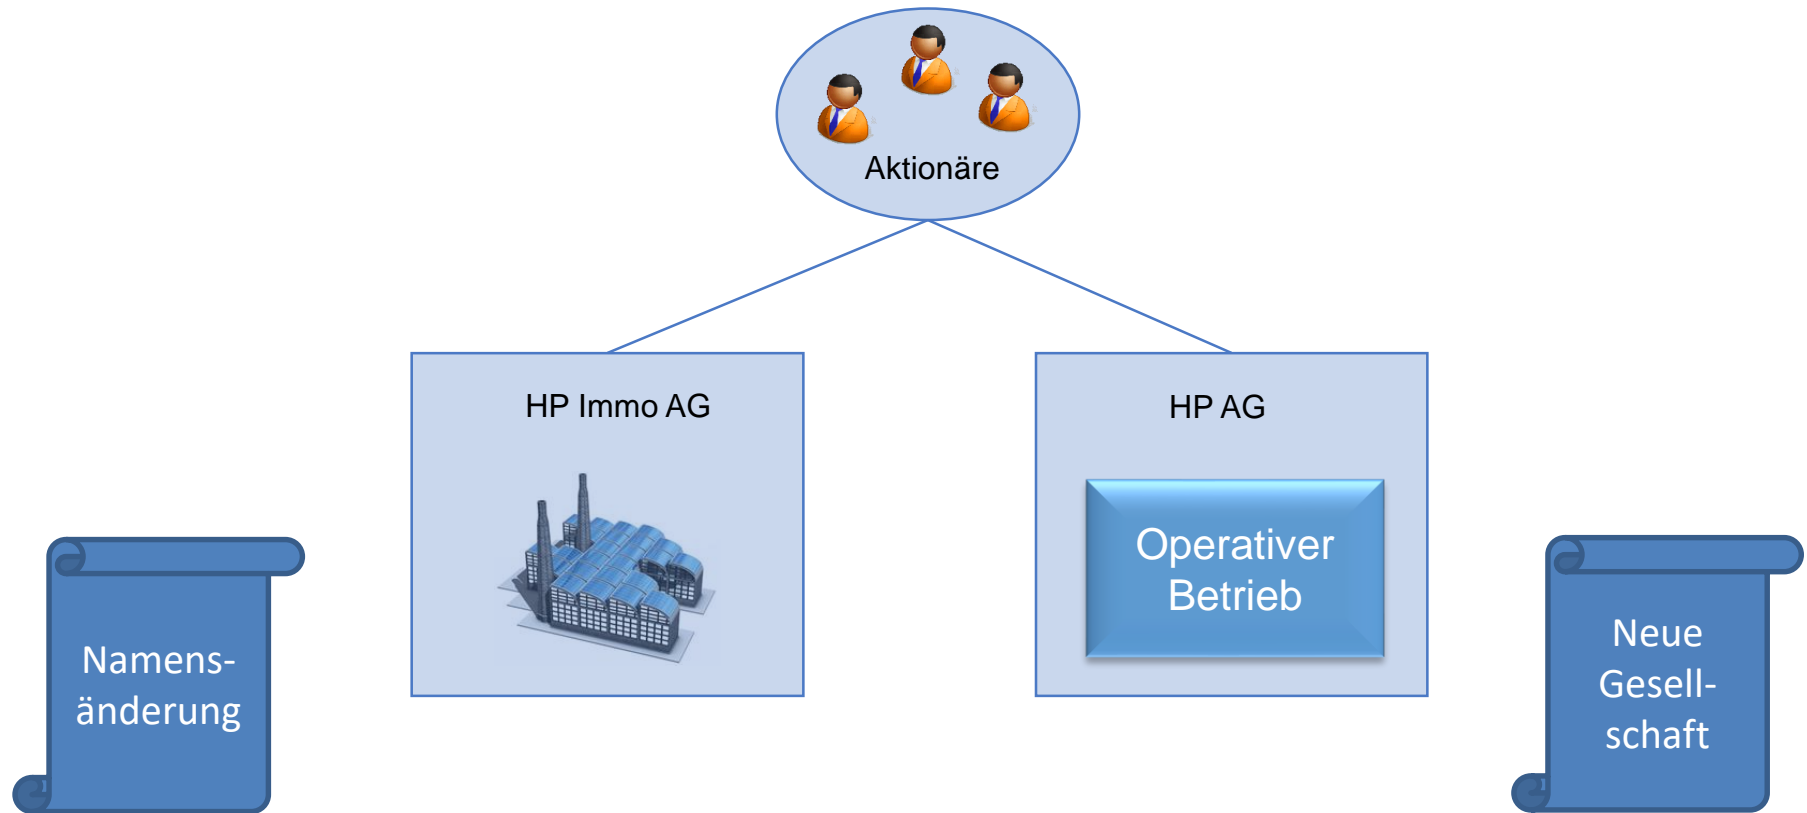 Aktionäre
HP Immo AG
HP AG
Operativer
Betrieb
Namens-
änderung
Neue
Gesell-
schaft